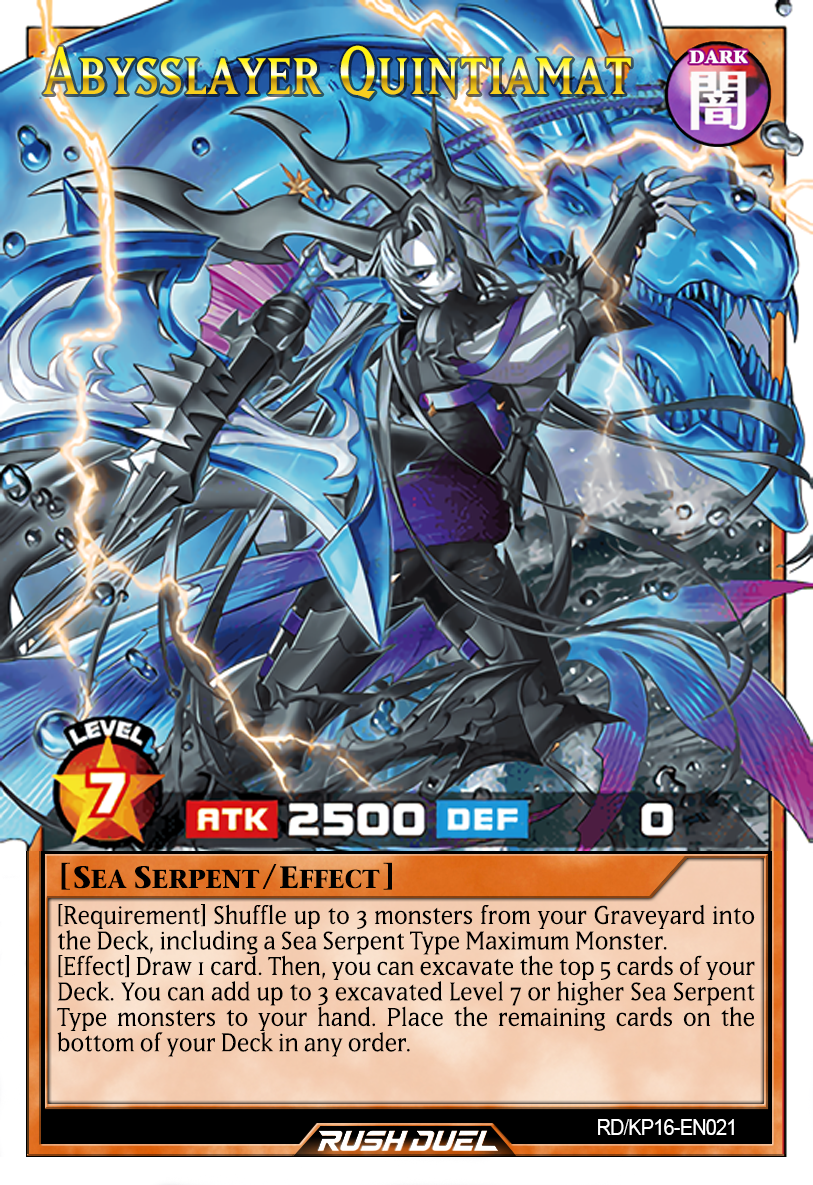 Abysslayer Quintiamat
DARK
闇
LEVEL
7
ATK 2500 DEF 0
[Sea Serpent/Effect]
[Requirement] Shuffle up to 3 monsters from your Graveyard into
the Deck, including a Sea Serpent Type Maximum Monster.
[Effect] Draw 1 card. Then, you can excavate the top 5 cards of your
Deck. You can add up to 3 excavated Level 7 or higher Sea Serpent
Type monsters to your hand. Place the remaining cards on the
bottom of your Deck in any order.
RUSH DUEL
RD/KP16-EN021